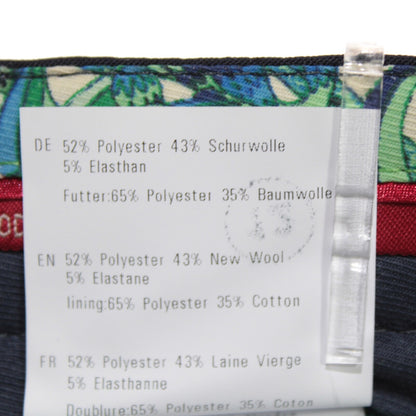 DE 52% Polyester 43% Schurwolle
5% Elasthan
Futter:65% Polyester 35% Baumwolle
OD
EN 52% Polyester 43% New Wool
5% Elastane
lining:65% Polyester 35% Cotton
FR 52% Polyester 43% Laine Vierge
5% Elasthanne
Doublure:65% Polyester 35% Coton